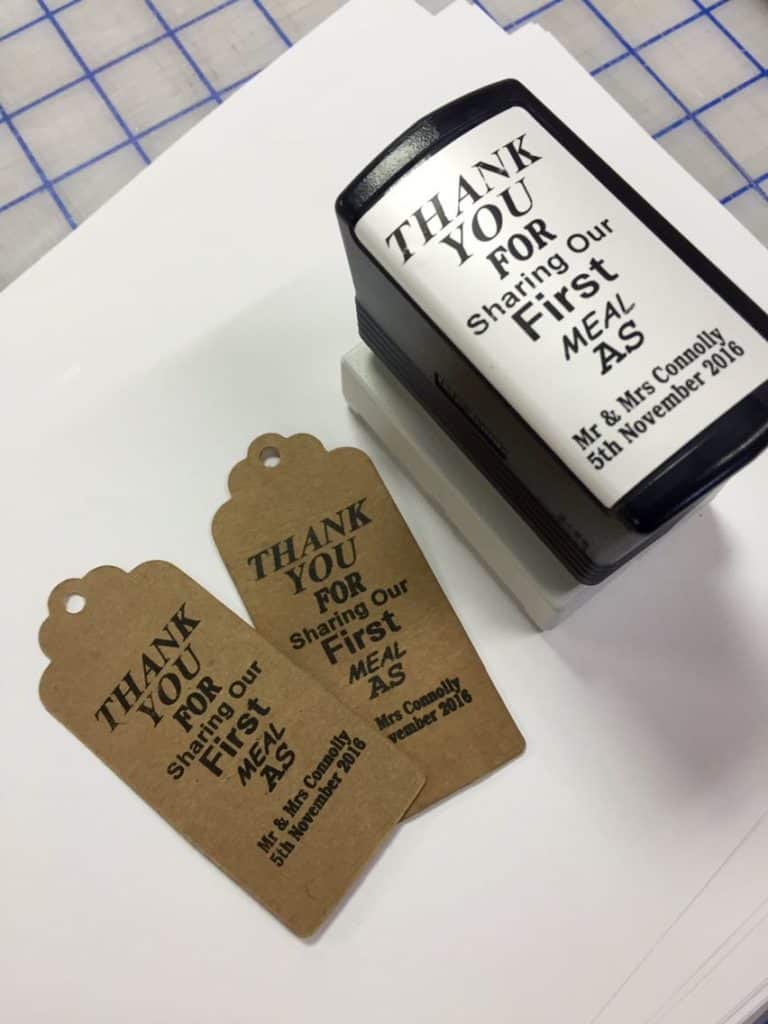 THANK
YOU
FOR
Sharing Our
First
MEAL
AS
Mr & Mrs Connolly
5th November 2016
THANK
YOU
FOR
Sharing Our
First
MEAL
AS
Mrs Connolly
2016
THANK
YOU
FOR
Sharing Our
First
MEAL
AS
Mr & Mrs Connolly
5th November 2016